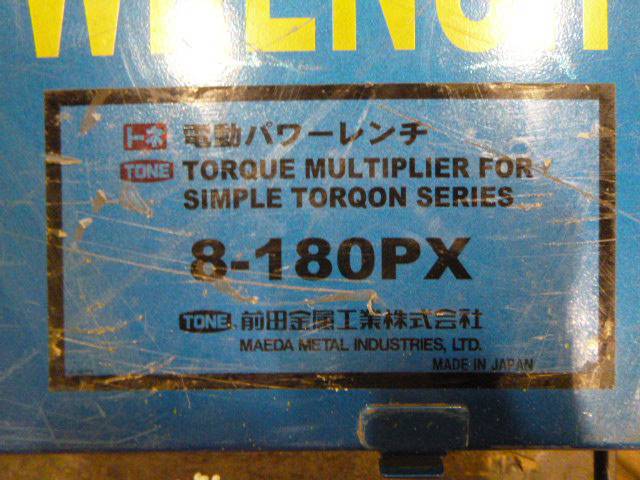 WRENCH
トネ 電動パワーレンチ
TONE TORQUE MULTIPLIER FOR
SIMPLE TORQON SERIES
8-180PX
TONE 前田金属工業株式会社
MAEDA METAL INDUSTRIES, LTD.
MADE IN JAPAN